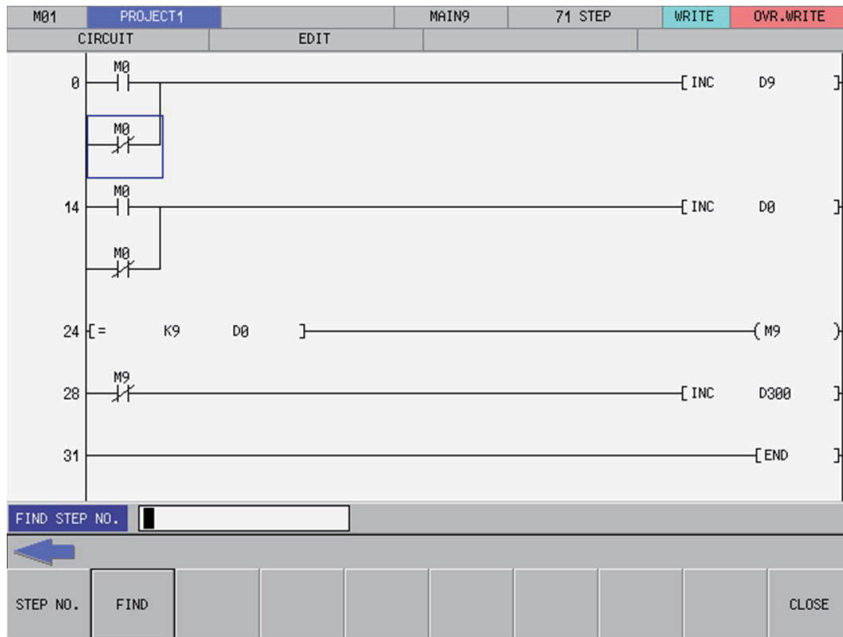 M01 PROJECT1 MAIN9 71 STEP WRITE OVR.WRITE
CIRCUIT EDIT
M0
0 [ INC D9 ]
M0
M0
14 [ INC D0 ]
M0
24 [= K9 D0 ] ( M9 )
M9
28 [ INC D300 ]
31 [ END ]
FIND STEP NO.
STEP NO. FIND CLOSE